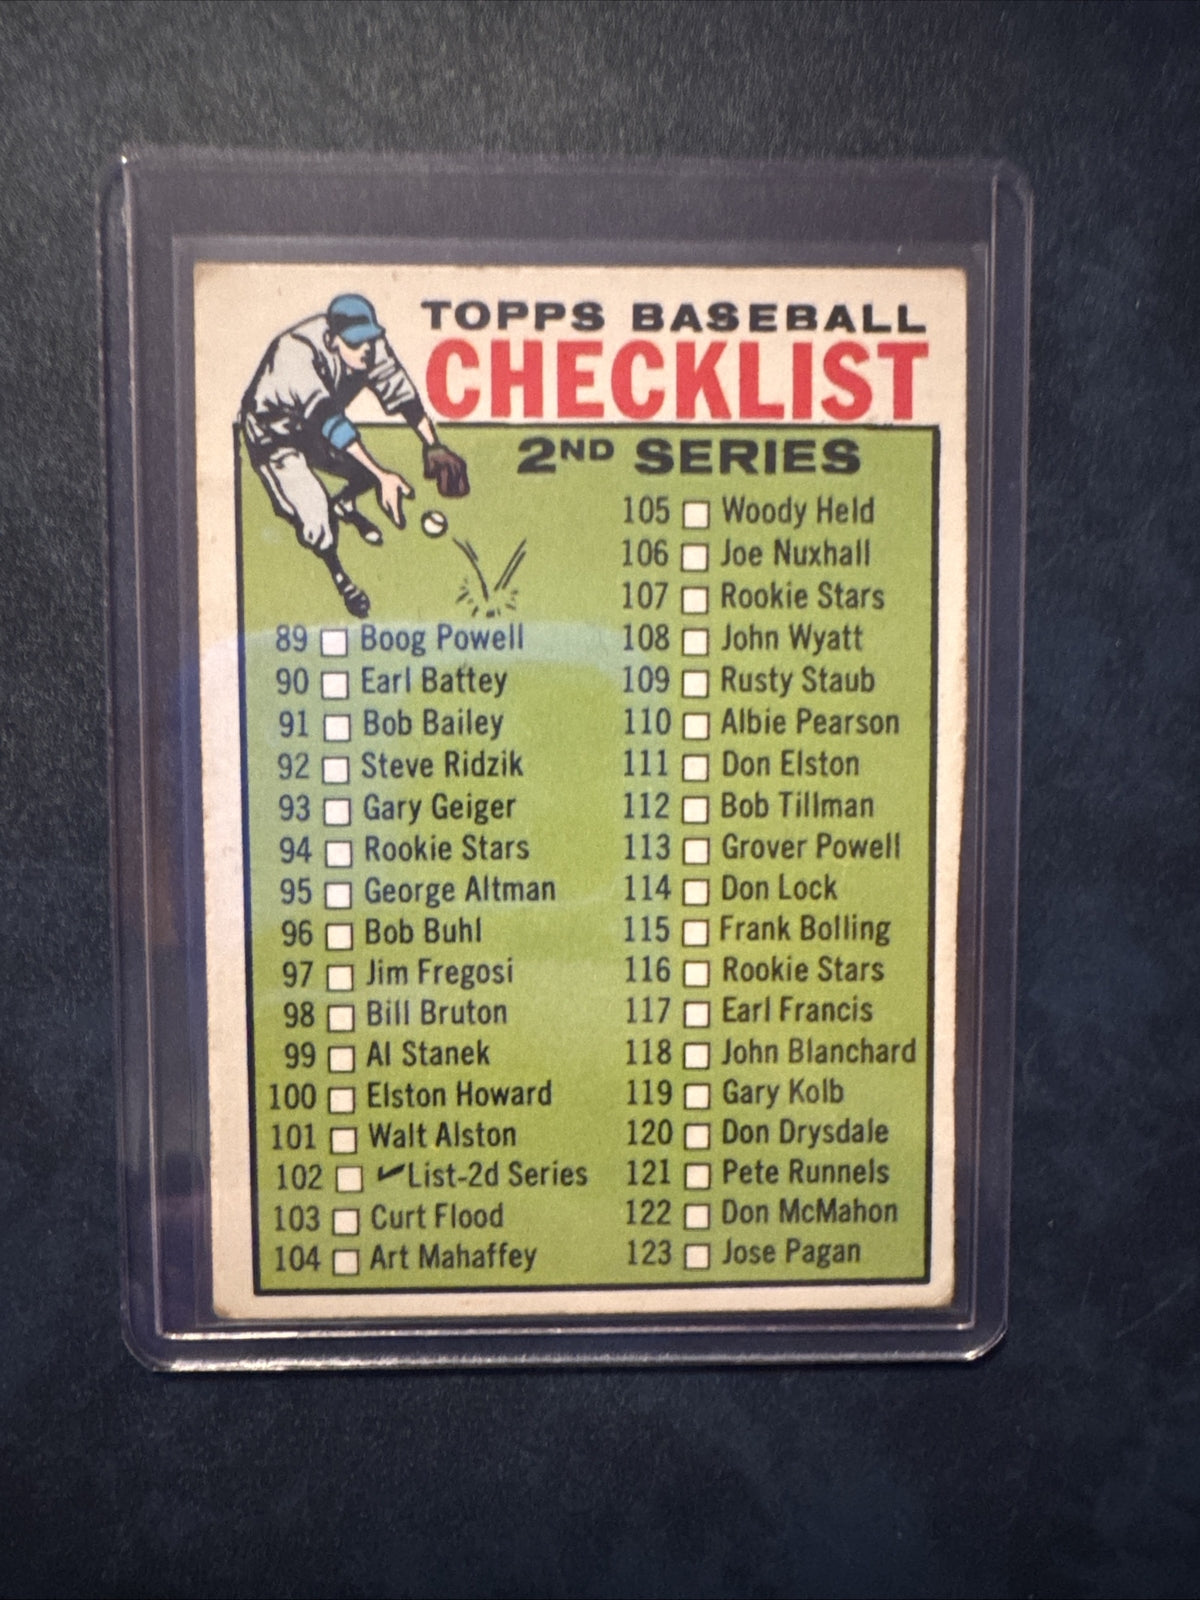 TOPPS BASEBALL
CHECKLIST
2ND SERIES
89 Boog Powell
90 Earl Battey
91 Bob Bailey
92 Steve Ridzik
93 Gary Geiger
94 Rookie Stars
95 George Altman
96 Bob Buhl
97 Jim Fregosi
98 Bill Bruton
99 Al Stanek
100 Elston Howard
101 Walt Alston
102 ✓List-2d Series
103 Curt Flood
104 Art Mahaffey
105 Woody Held
106 Joe Nuxhall
107 Rookie Stars
108 John Wyatt
109 Rusty Staub
110 Albie Pearson
111 Don Elston
112 Bob Tillman
113 Grover Powell
114 Don Lock
115 Frank Bolling
116 Rookie Stars
117 Earl Francis
118 John Blanchard
119 Gary Kolb
120 Don Drysdale
121 Pete Runnels
122 Don McMahon
123 Jose Pagan